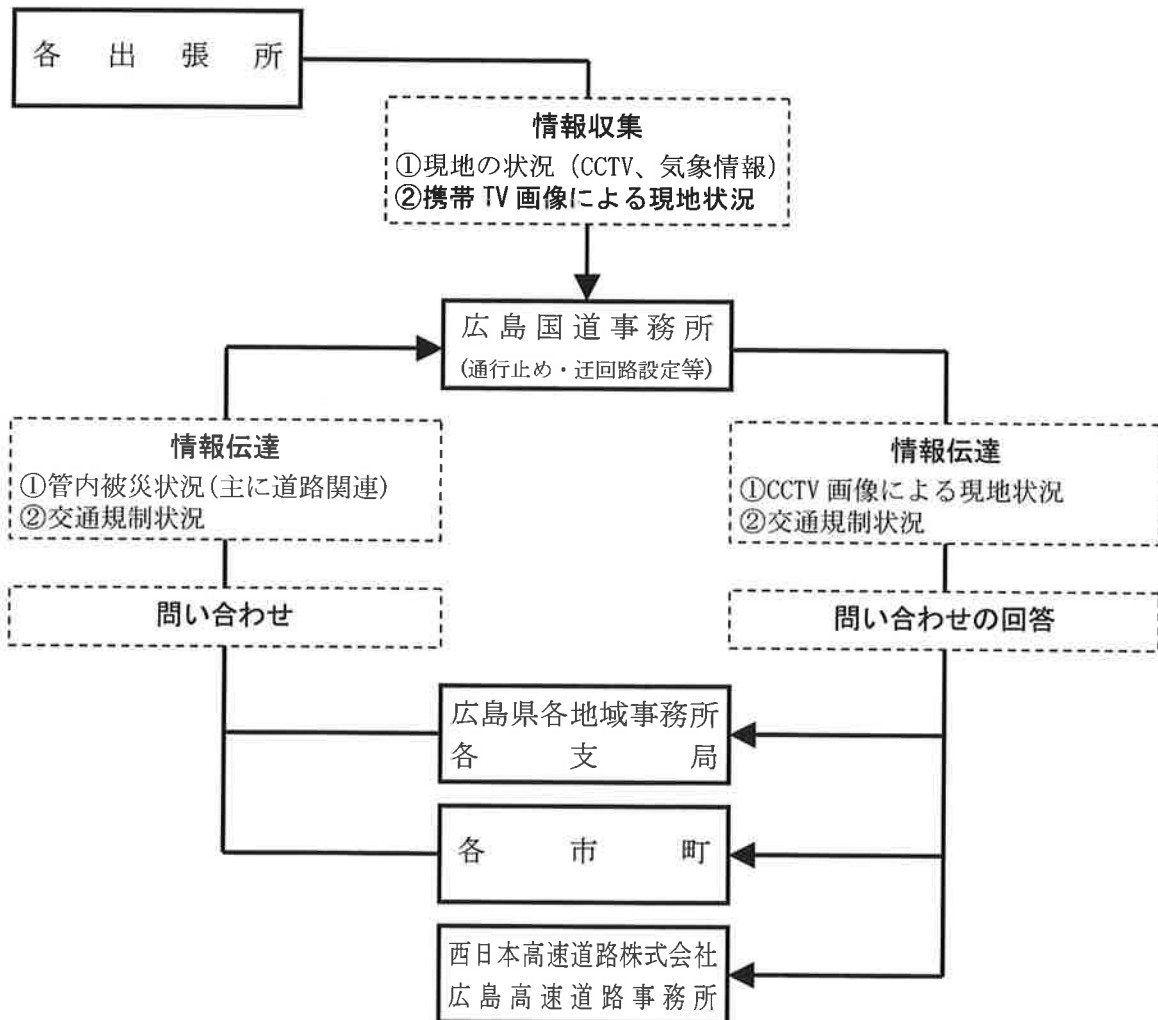 各出張所
情報収集
①現地の状況（CCTV、気象情報）
②携帯 TV 画像による現地状況
広島国道事務所
(通行止め・迂回路設定等)
情報伝達
①管内被災状況(主に道路関連)
②交通規制状況
情報伝達
①CCTV 画像による現地状況
②交通規制状況
問い合わせ
問い合わせの回答
広島県各地域事務所
各支局
各市町
西日本高速道路株式会社
広島高速道路事務所